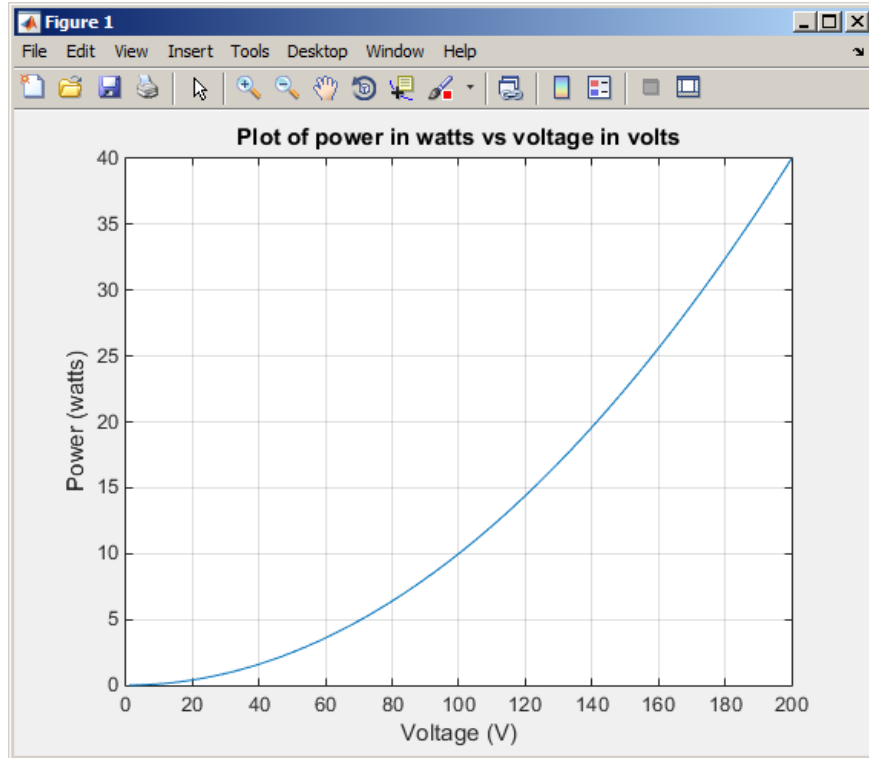 Figure 1
File Edit View Insert Tools Desktop Window Help
Plot of power in watts vs voltage in volts
40
35
30
25
20
15
10
5
0
Power (watts)
0 20 40 60 80 100 120 140 160 180 200
Voltage (V)